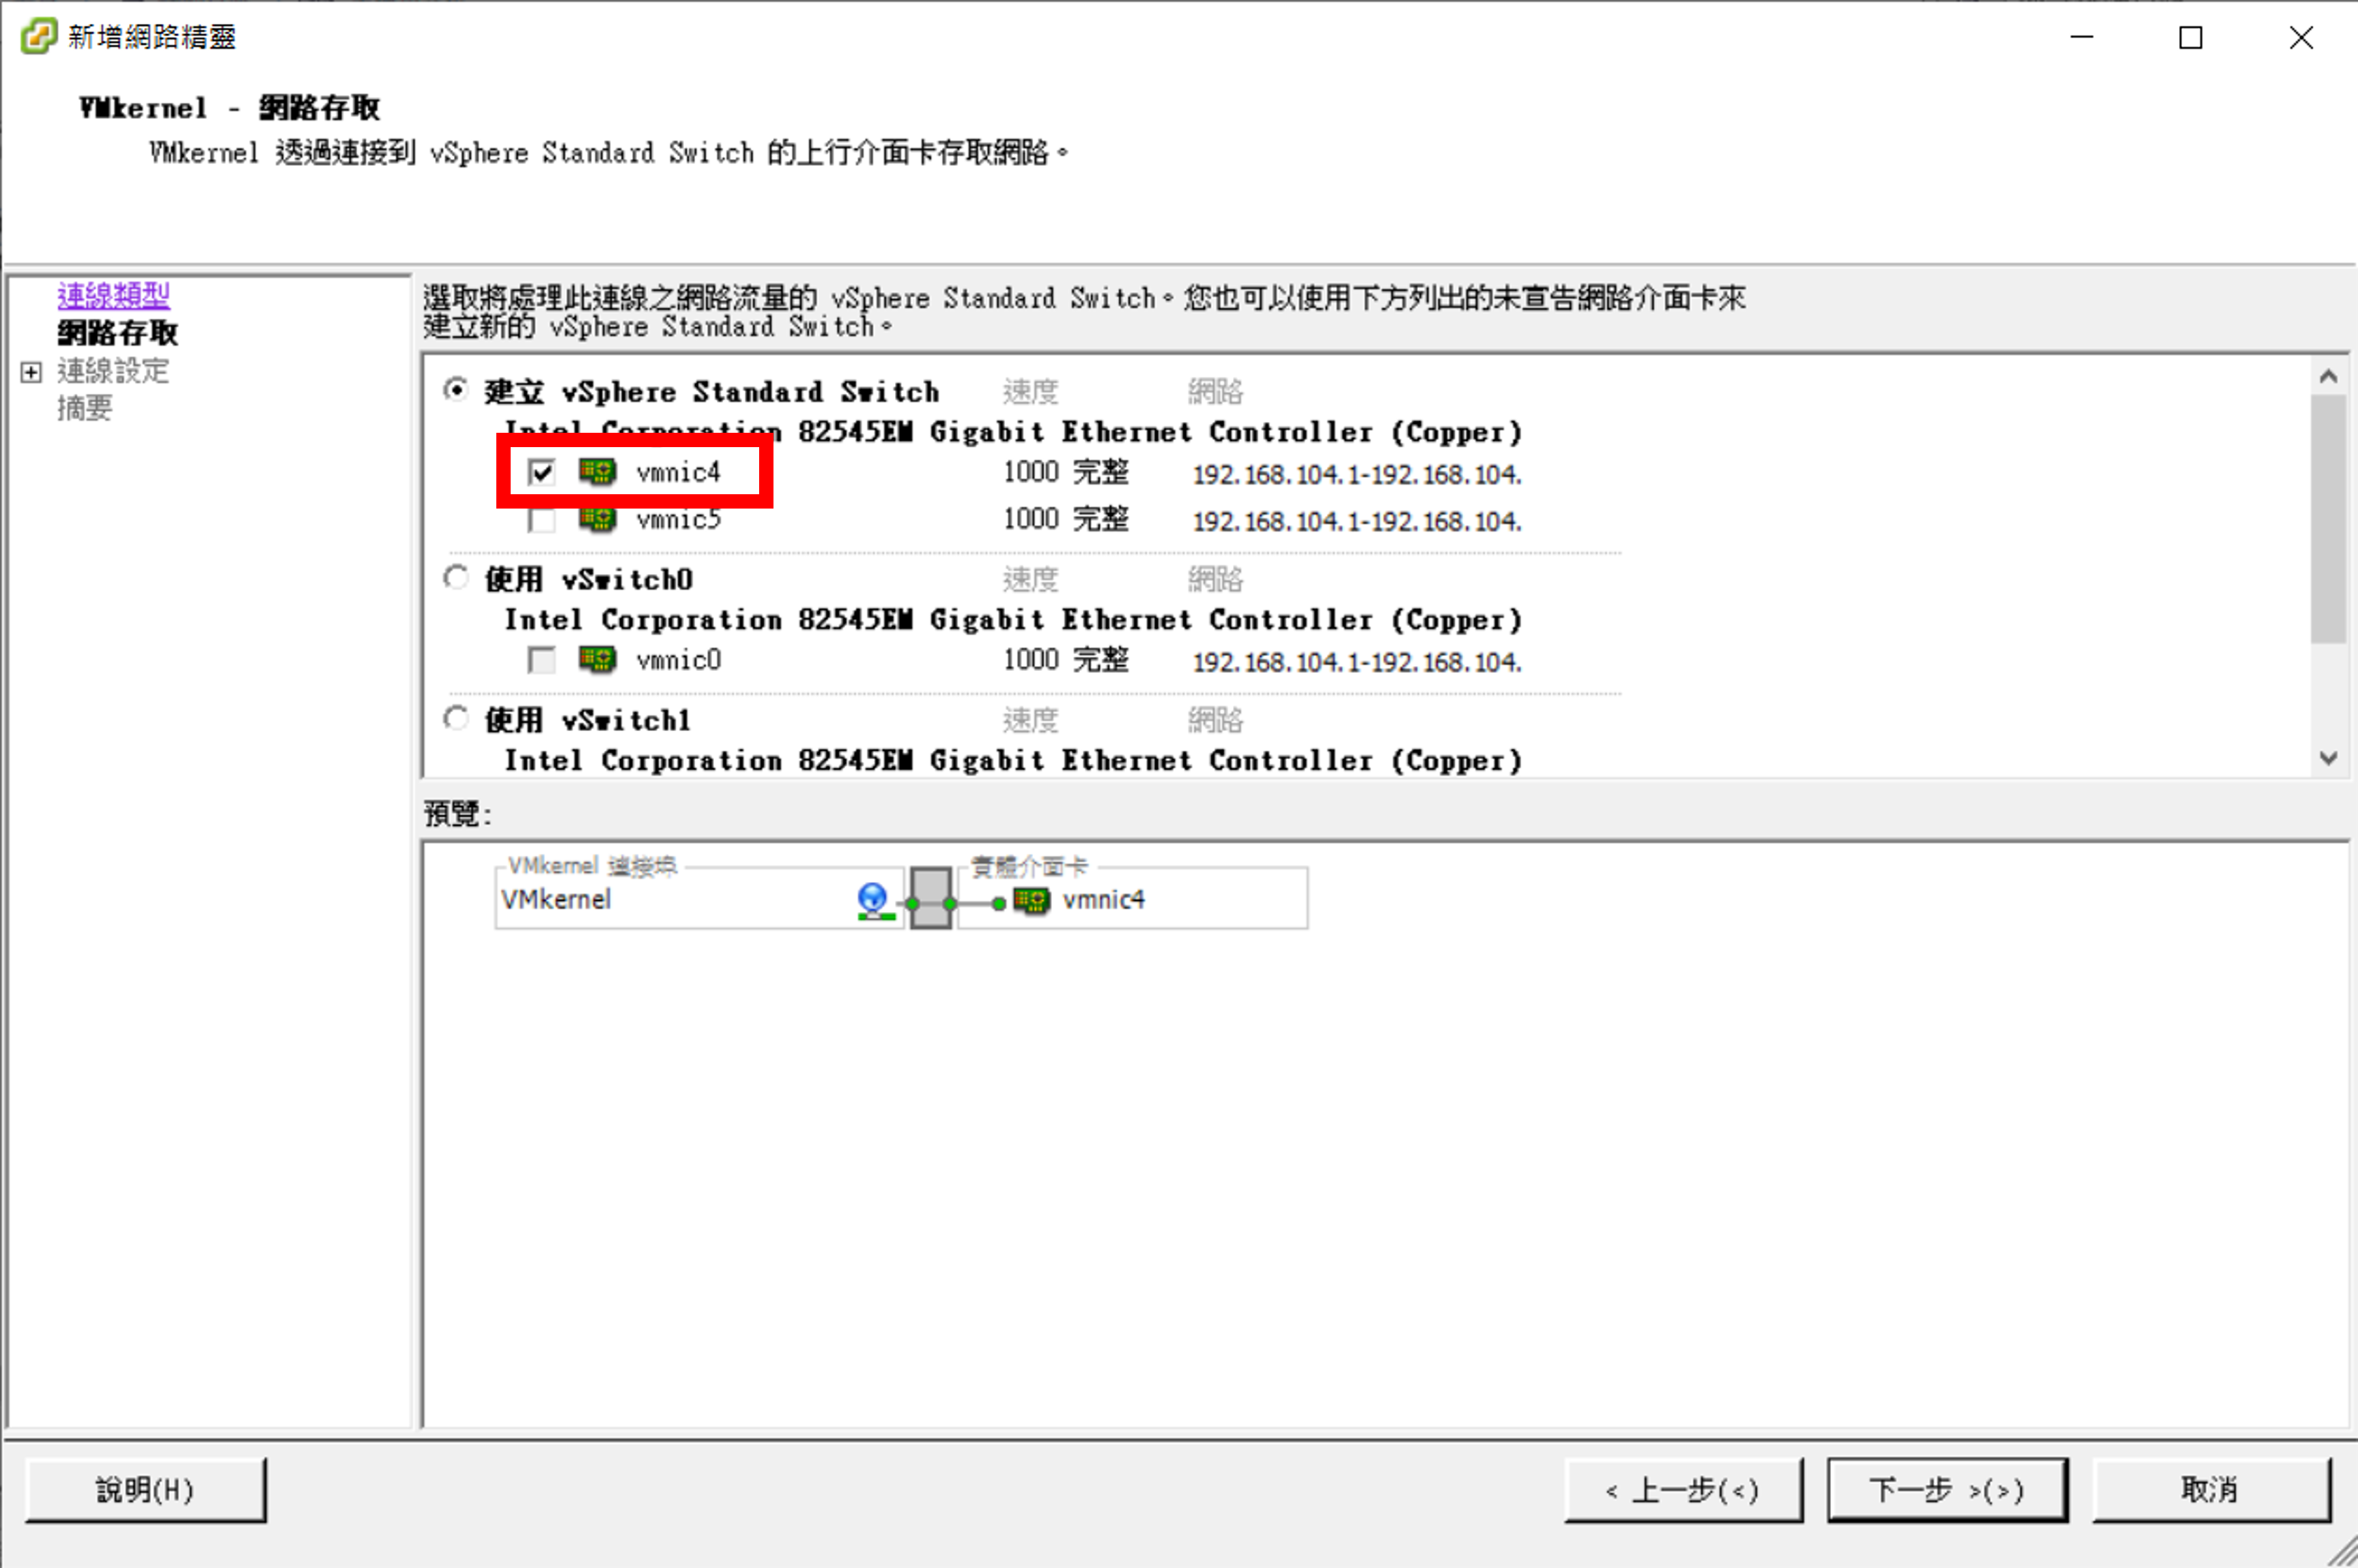 新增網路精靈
VMkernel - 網路存取
VMkernel 透過連接到 vSphere Standard Switch 的上行介面卡存取網路。
連線類型
網路存取
連線設定
摘要
選取將處理此連線之網路流量的 vSphere Standard Switch。您也可以使用下方列出的未宣告網路介面卡來
建立新的 vSphere Standard Switch。
建立 vSphere Standard Switch 速度 網路
Intel Corporation 82545EM Gigabit Ethernet Controller (Copper)
vmnic4 1000 完整 192.168.104.1-192.168.104.
vmnic5 1000 完整 192.168.104.1-192.168.104.
使用 vSwitch0 速度 網路
Intel Corporation 82545EM Gigabit Ethernet Controller (Copper)
vmnic0 1000 完整 192.168.104.1-192.168.104.
使用 vSwitch1 速度 網路
Intel Corporation 82545EM Gigabit Ethernet Controller (Copper)
預覽:
VMkernel 連接埠 實體介面卡
VMkernel vmnic4
說明(H) < 上一步(<) 下一步 >(>) 取消